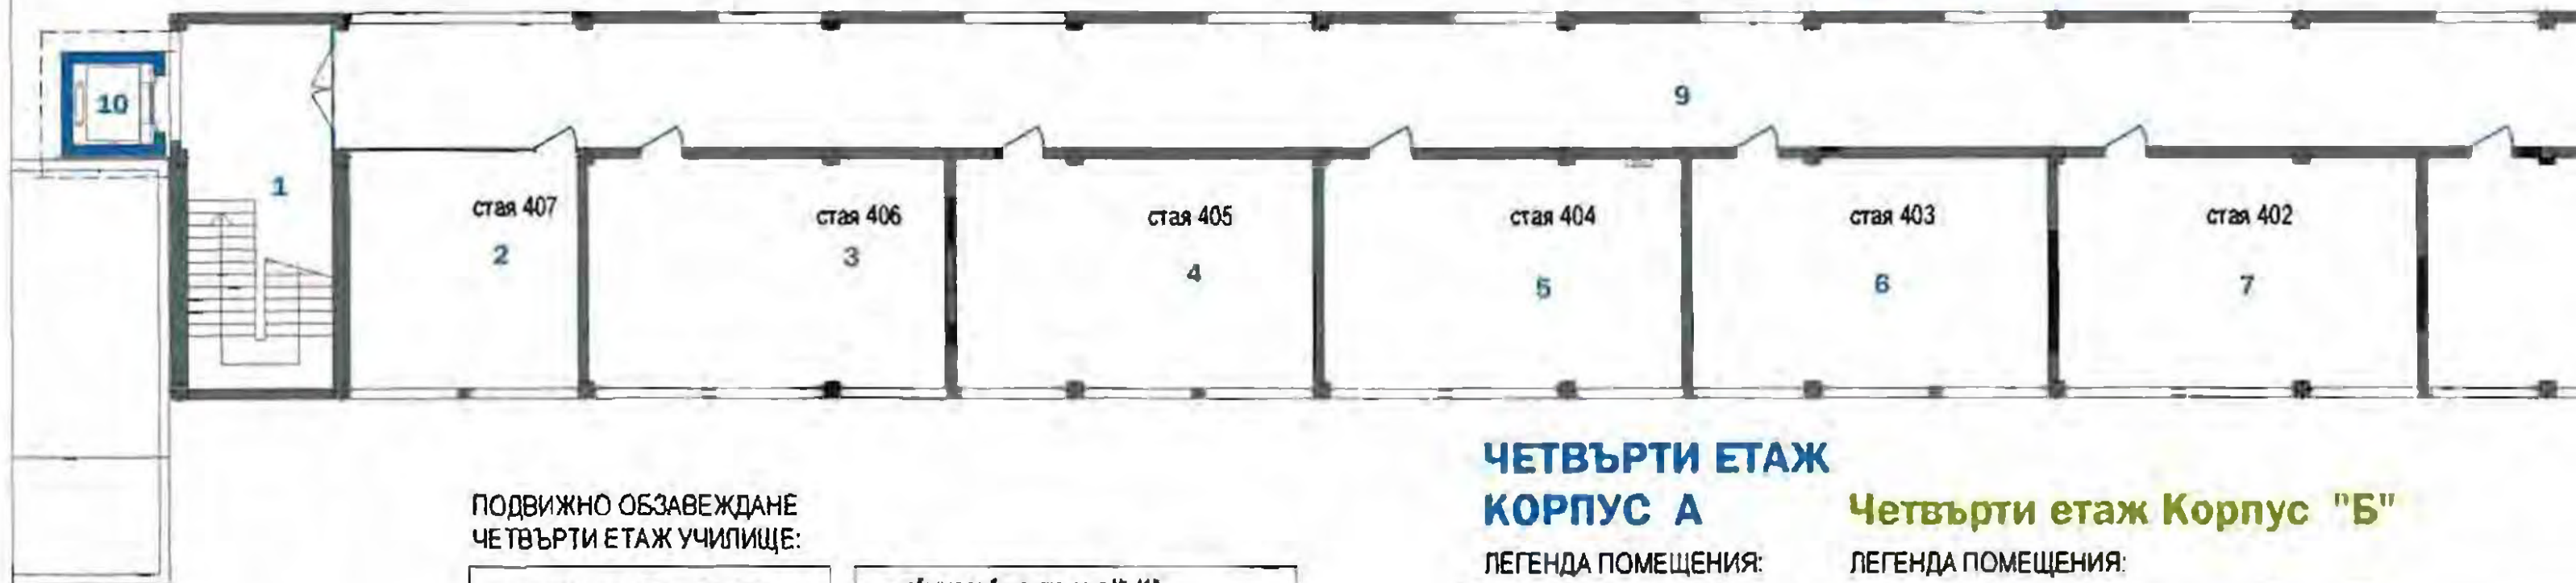 10
9
1
стая 407
стая 406
стая 405
стая 404
стая 403
стая 402
2
3
4
5
6
7
ПОДВИЖНО ОБЗАВЕЖДАНЕ
ЧЕТВЪРТИ ЕТАЖ УЧИЛИЩЕ:
ЧЕТВЪРТИ ЕТАЖ
КОРПУС А
ЛЕГЕНДА ПОМЕЩЕНИЯ:
Четвърти етаж Корпус "Б"
ЛЕГЕНДА ПОМЕЩЕНИЯ: